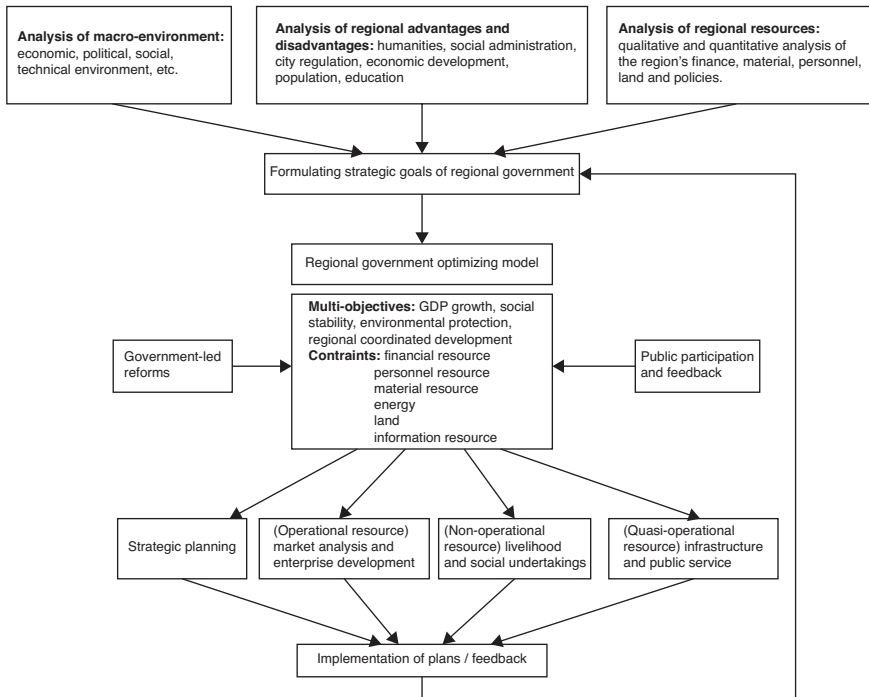 Analysis of macro-environment:
economic, political, social,
technical environment, etc.
Analysis of regional advantages and
disadvantages: humanities, social administration,
city regulation, economic development,
population, education
Analysis of regional resources:
qualitative and quantitative analysis of
the region's finance, material, personnel,
land and policies.
Formulating strategic goals of regional government
Regional government optimizing model
Multi-objectives: GDP growth, social
stability, environmental protection,
regional coordinated development
Contraints: financial resource
personnel resource
material resource
energy
land
information resource
Government-led
reforms
Public participation
and feedback
Strategic planning
(Operational resource)
market analysis and
enterprise development
(Non-operational
resource) livelihood
and social undertakings
(Quasi-operational
resource) infrastructure
and public service
Implementation of plans / feedback